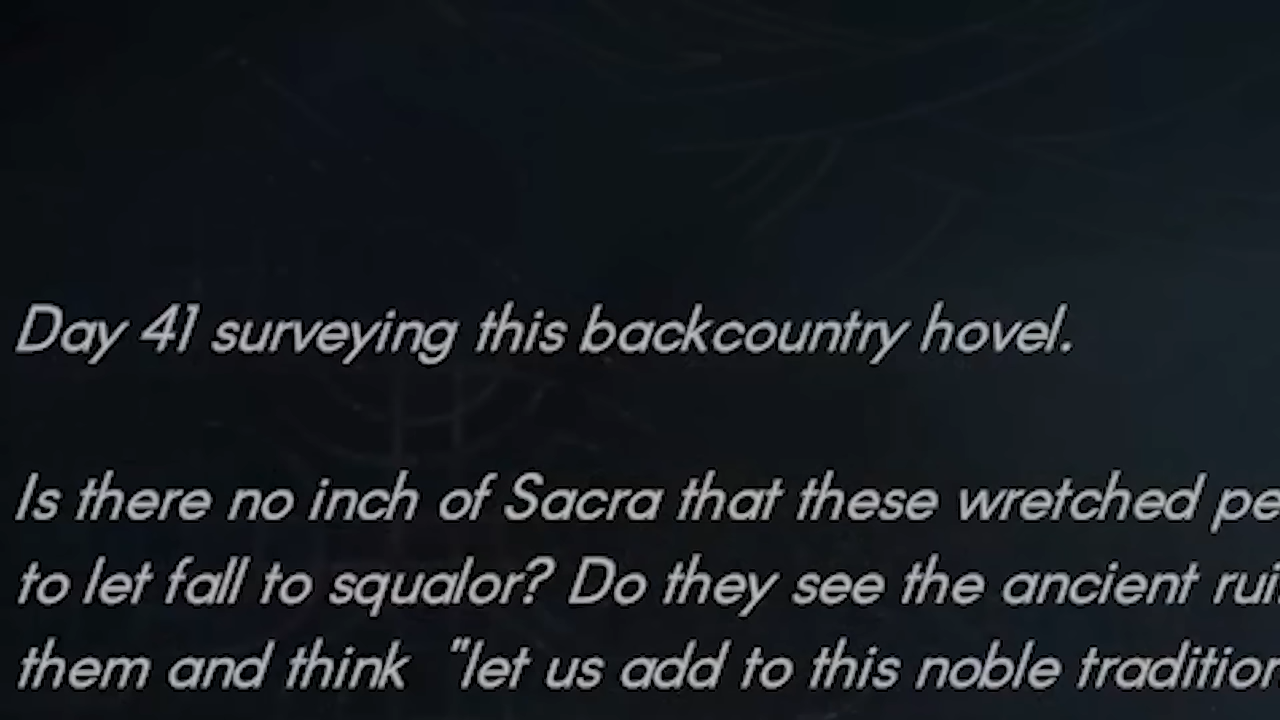 Day 41 surveying this backcountry hovel.
Is there no inch of Sacra that these wretched
to let fall to squalor? Do they see the ancient
them and think "let us add to this noble tradition